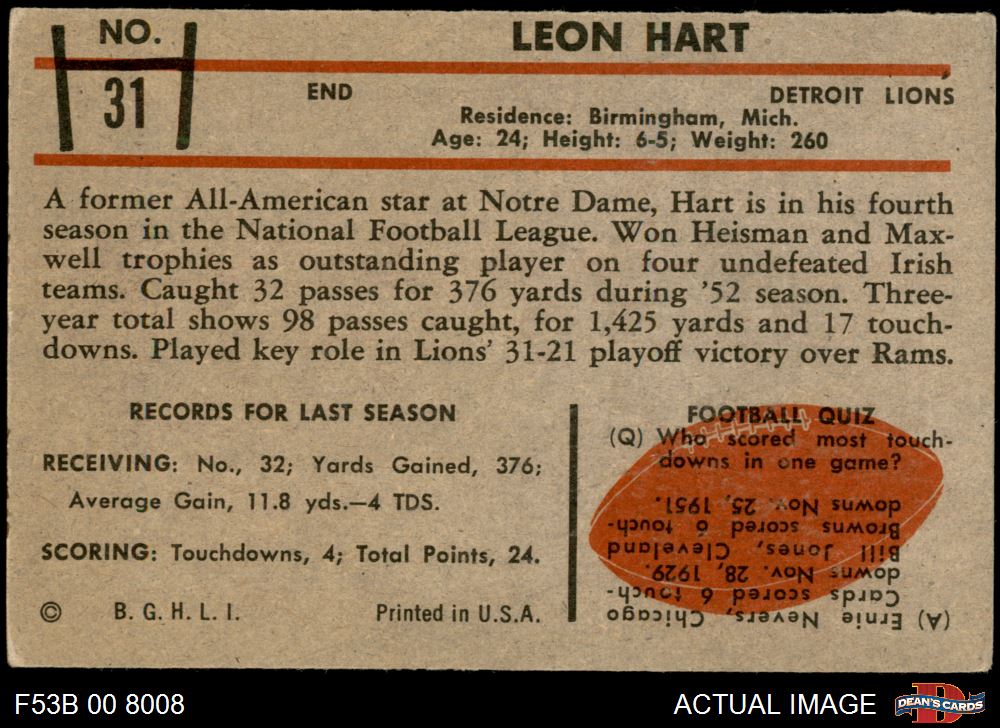 NO.
31
LEON HART
END
DETROIT LIONS
Residence: Birmingham, Mich.
Age: 24; Height: 6-5; Weight: 260
A former All-American star at Notre Dame, Hart is in his fourth
season in the National Football League. Won Heisman and Max-
well trophies as outstanding player on four undefeated Irish
teams. Caught 32 passes for 376 yards during '52 season. Three-
year total shows 98 passes caught, for 1,425 yards and 17 touch-
downs. Played key role in Lions' 31-21 playoff victory over Rams.
RECORDS FOR LAST SEASON
RECEIVING: No., 32; Yards Gained, 376;
Average Gain, 11.8 yds.—4 TDS.
SCORING: Touchdowns, 4; Total Points, 24.
© B. G. H. L. I.
Printed in U.S.A.
FOOTBALL QUIZ
(Q) Who scored most touch-
downs in one game?
(A) Ernie Nevers, Chicago
Cards scored 6 touch-
downs Nov. 28, 1929.
Bill Jones, Cleveland
Browns scored 6 touch-
downs Nov. 25, 1951.
F53B 00 8008
ACTUAL IMAGE
D
DEAN'S CARDS